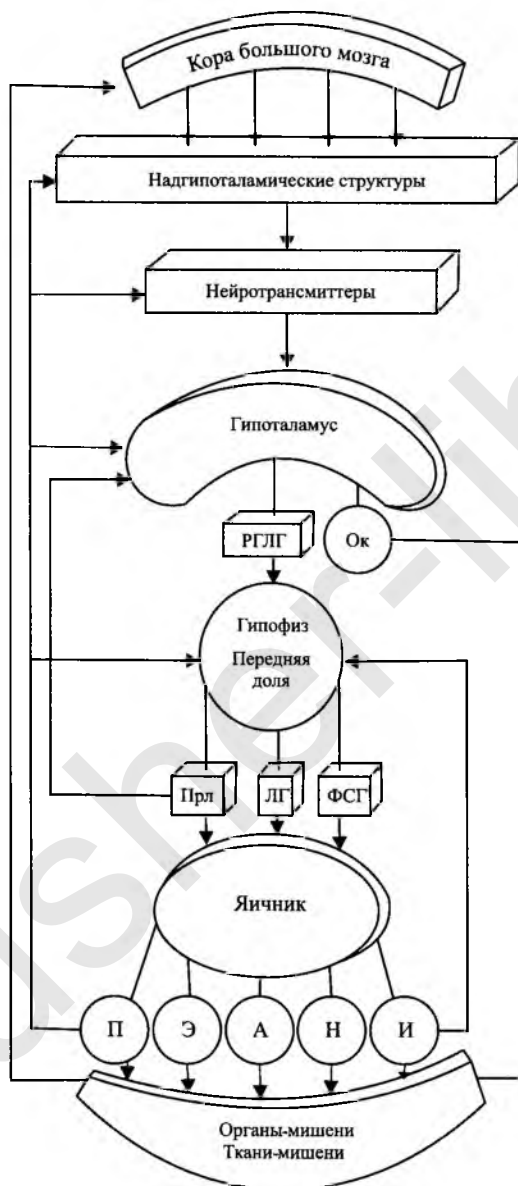 Кора большого мозга
Надгипоталамические структуры
Нейротрансмиттеры
Гипоталамус
РГЛГ
Ок
Гипофиз
Передняя
доля
Прл
ЛГ
ФСГ
Яичник
П
Э
А
Н
И
Органы-мишени
Ткани-мишени